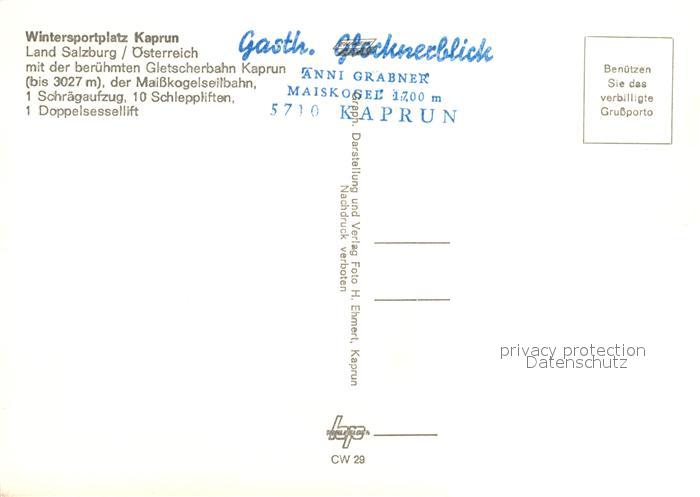 Wintersportplatz Kaprun
Land Salzburg / Österreich
mit der berühmten Gletscherbahn Kaprun
(bis 3027 m), der Maißkogelseilbahn,
1 Schrägaufzug, 10 Schleppliften,
1 Doppelsessellift
Gasth. Glocknerblick
ANNI GRABNER
MAISKOGEL 1700 m
5710 KAPRUN
Benützen
Sie das
verbilligte
Grußporto
Graph. Darstellung und Verlag Foto H. Ehmert, Kaprun
Nachdruck verboten
privacy protection
Datenschutz
CW 29